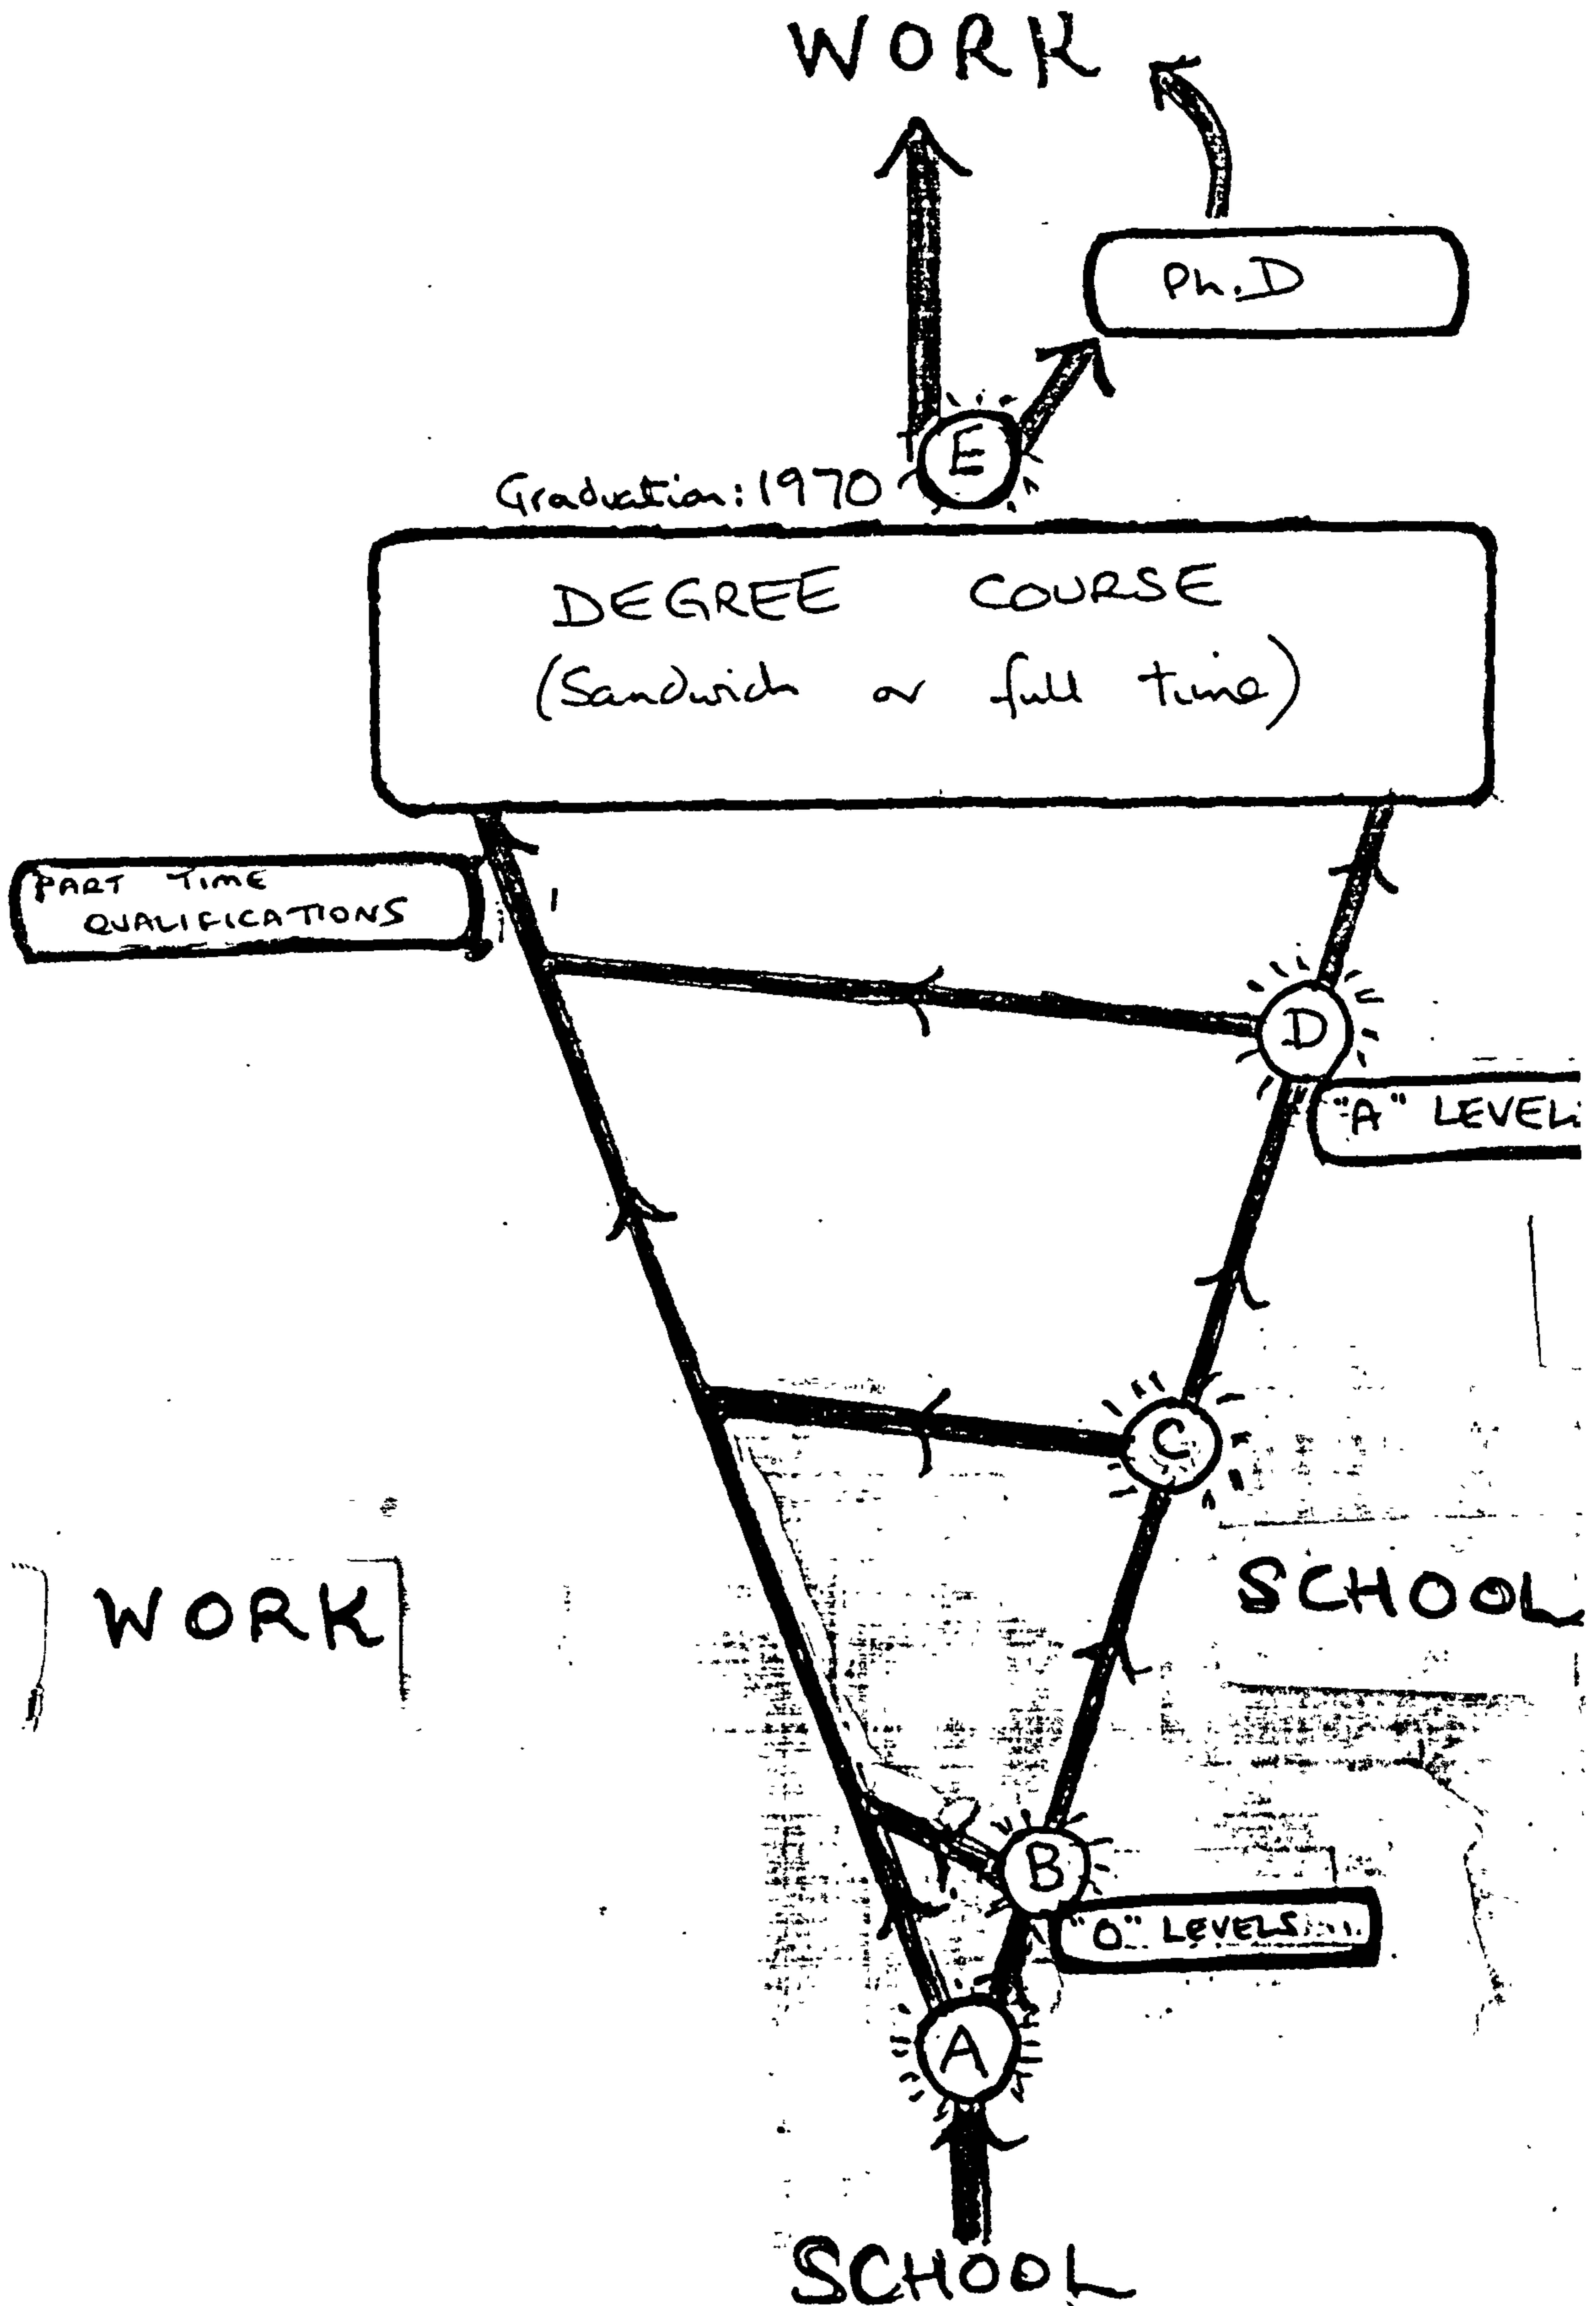 WORK
Ph.D
E
Graduation: 1970
DEGREE COURSE
(Sandwich or full time)
PART TIME
QUALIFICATIONS
D
"A" LEVEL
C
WORK
SCHOOL
B
"O" LEVELS
A
SCHOOL